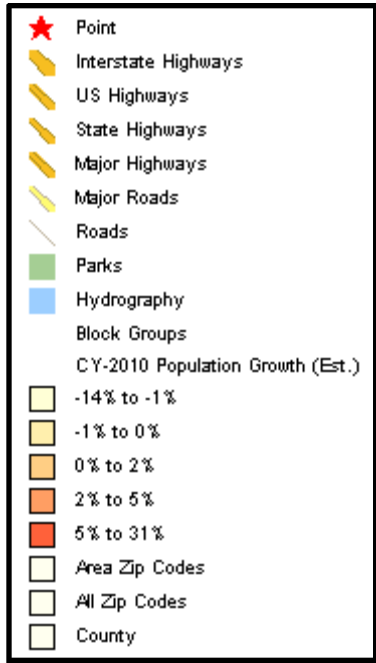 Point
Interstate Highways
US Highways
State Highways
Major Highways
Major Roads
Roads
Parks
Hydrography
Block Groups
CY-2010 Population Growth (Est.)
-14% to -1%
-1% to 0%
0% to 2%
2% to 5%
5% to 31%
Area Zip Codes
All Zip Codes
County